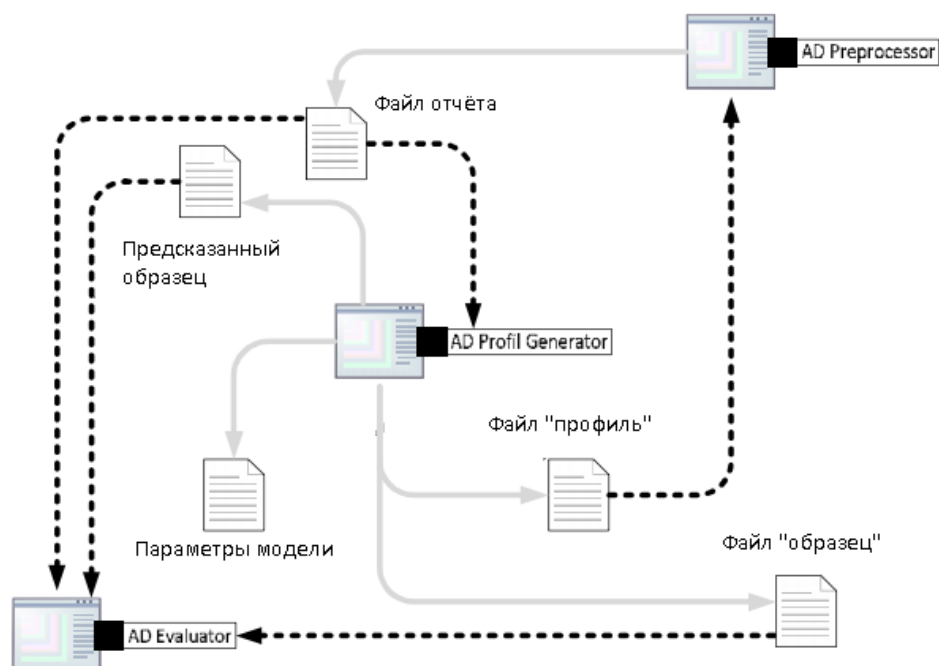 AD Preprocessor
Файл отчёта
Предсказанный
образец
AD Profil Generator
Файл "профиль"
Параметры модели
Файл "образец"
AD Evaluator